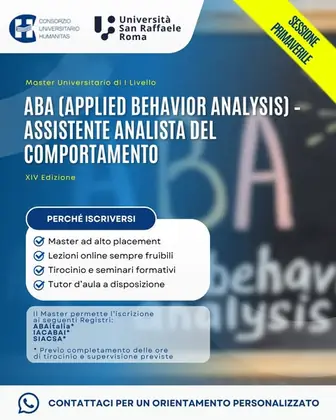 CONSORZIO
UNIVERSITARIO
HUMANITAS
Università
San Raffaele
Roma
SESSIONE
PRIMAVERILE
Master Universitario di I Livello
ABA (APPLIED BEHAVIOR ANALYSIS) –
ASSISTENTE ANALISTA DEL
COMPORTAMENTO
XIV Edizione
ABA
behav
analysis
PERCHÉ ISCRIVERSI
Master ad alto placement
Lezioni online sempre fruibili
Tirocinio e seminari formativi
Tutor d'aula a disposizione
Il Master permette l'iscrizione
ai seguenti Registri:
ABAitalia*
IACABAI*
SIACSA*
* Previo completamento delle ore
di tirocinio e supervisione previste
CONTATTACI PER UN ORIENTAMENTO PERSONALIZZATO